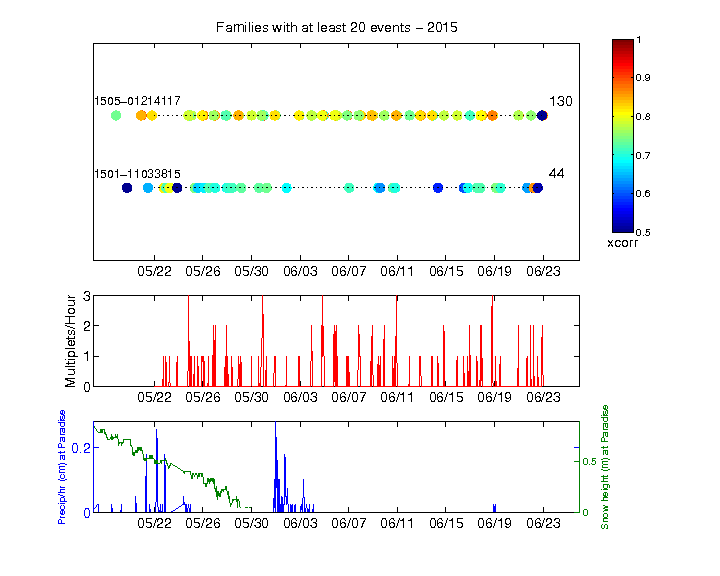 Families with at least 20 events − 2015
1505−01214117
130
1501−11033815
44
05/22 05/26 05/30 06/03 06/07 06/11 06/15 06/19 06/23
1
0.9
0.8
0.7
0.6
0.5
xcorr
Multiplets/Hour
3
2
1
0
05/22 05/26 05/30 06/03 06/07 06/11 06/15 06/19 06/23
Precip/hr (cm) at Paradise
0.2
0
0.5
0
Snow height (m) at Paradise
05/22 05/26 05/30 06/03 06/07 06/11 06/15 06/19 06/23